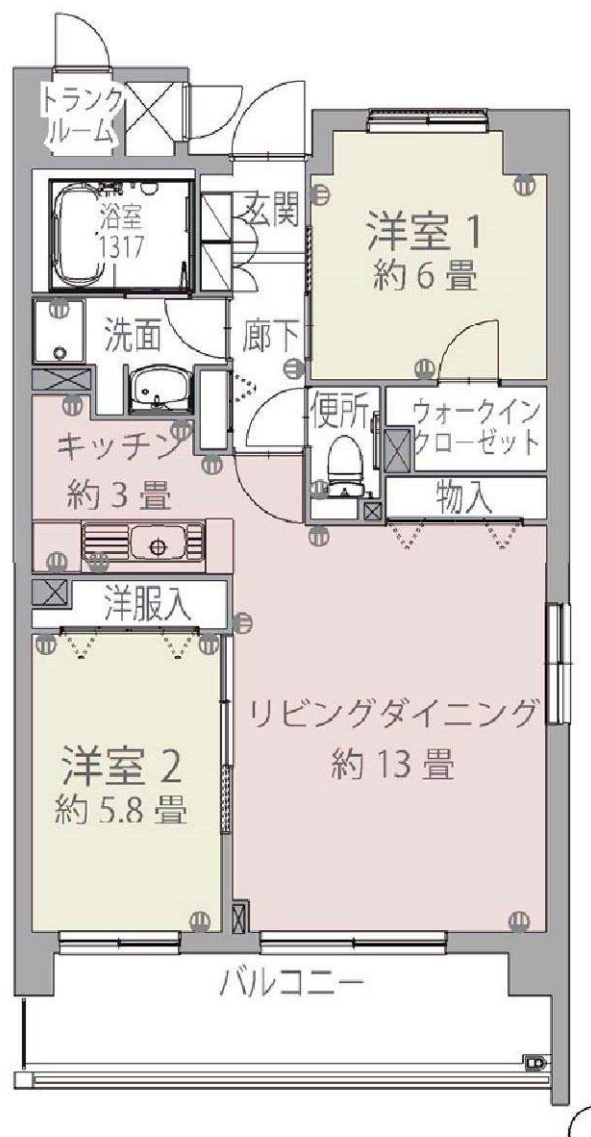 トランク
ルーム
浴室
1317
玄関
洋室 1
約 6 畳
洗面
廊下
便所
ウォークイン
クローゼット
キッチン
約 3 畳
物入
洋服入
リビングダイニング
約 13 畳
洋室 2
約 5.8 畳
バルコニー